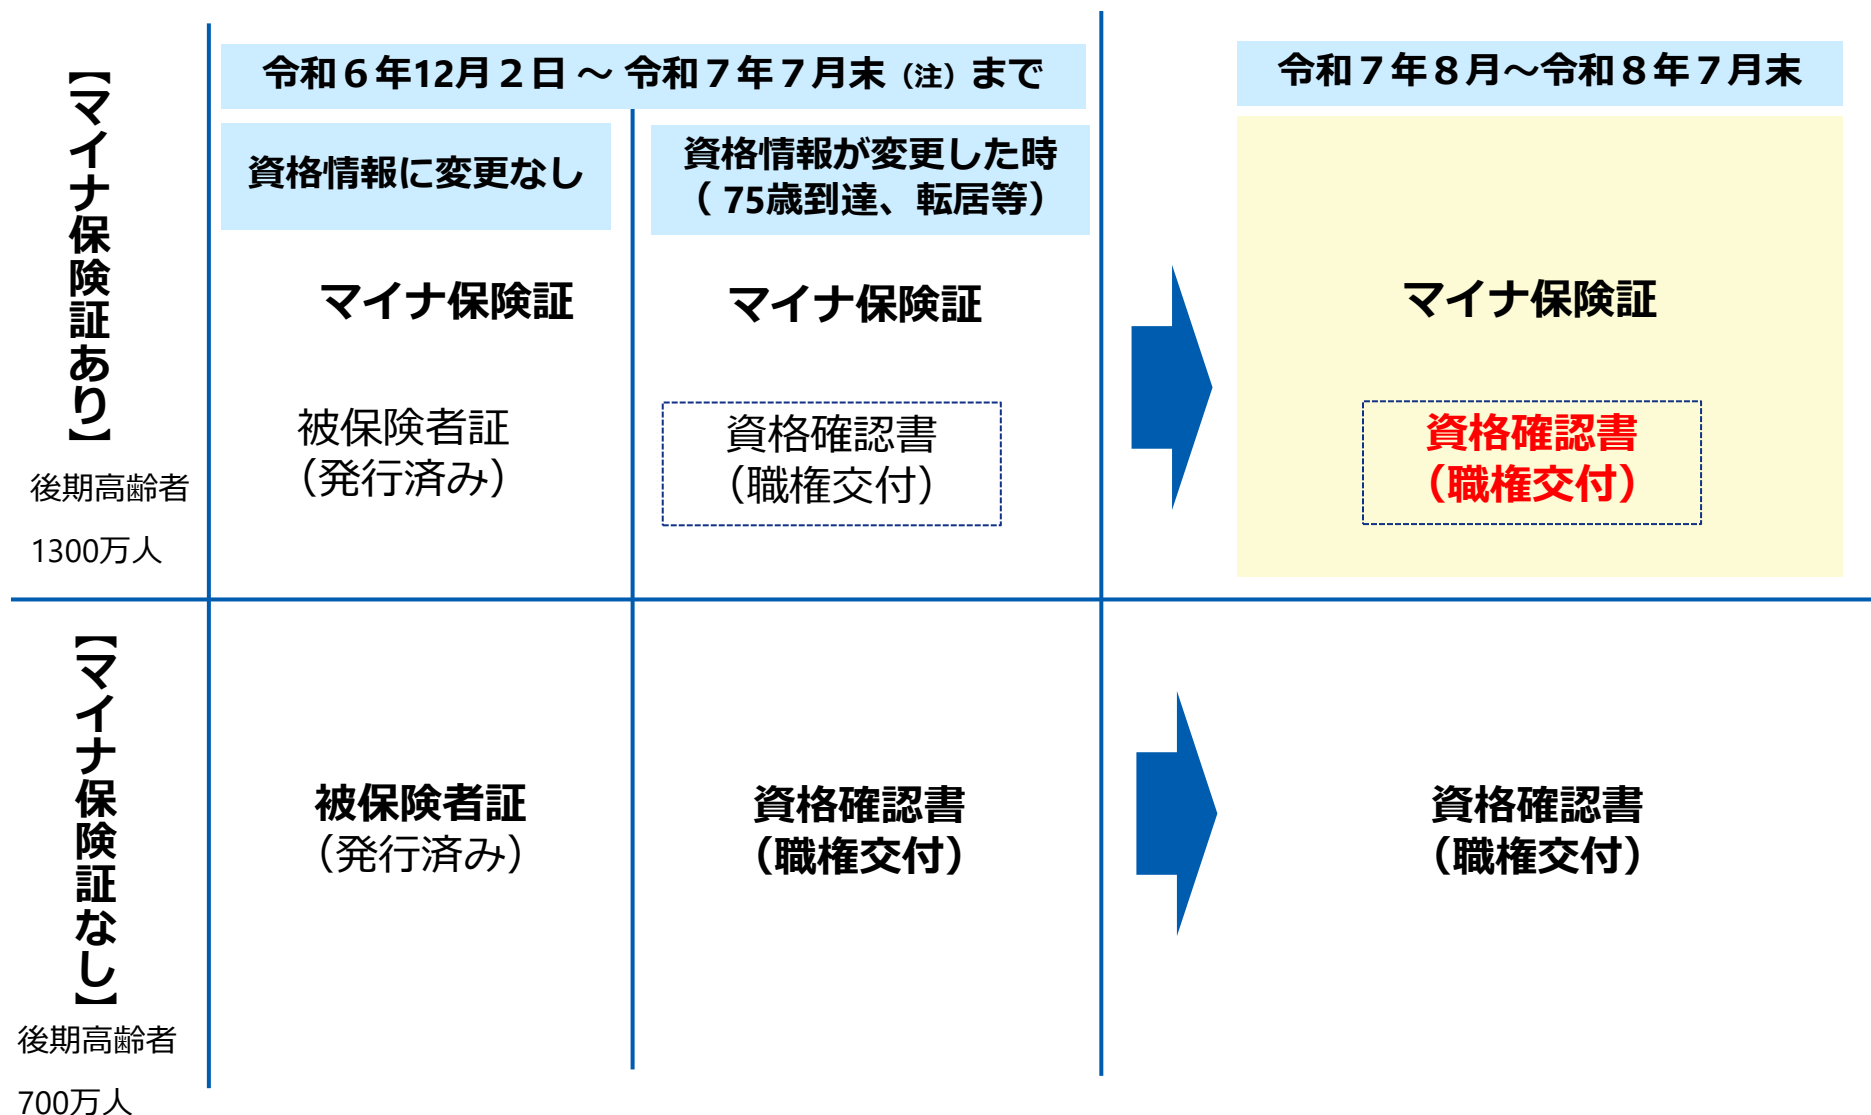 令和６年12月２日 ～ 令和７年７月末（注）まで
令和７年８月～令和８年７月末
資格情報に変更なし
資格情報が変更した時
（ 75歳到達、転居等）
【マイナ保険証あり】
後期高齢者
1300万人
マイナ保険証
被保険者証
（発行済み）
マイナ保険証
資格確認書
（職権交付）
マイナ保険証
資格確認書
（職権交付）
【マイナ保険証なし】
後期高齢者
700万人
被保険者証
（発行済み）
資格確認書
（職権交付）
資格確認書
（職権交付）